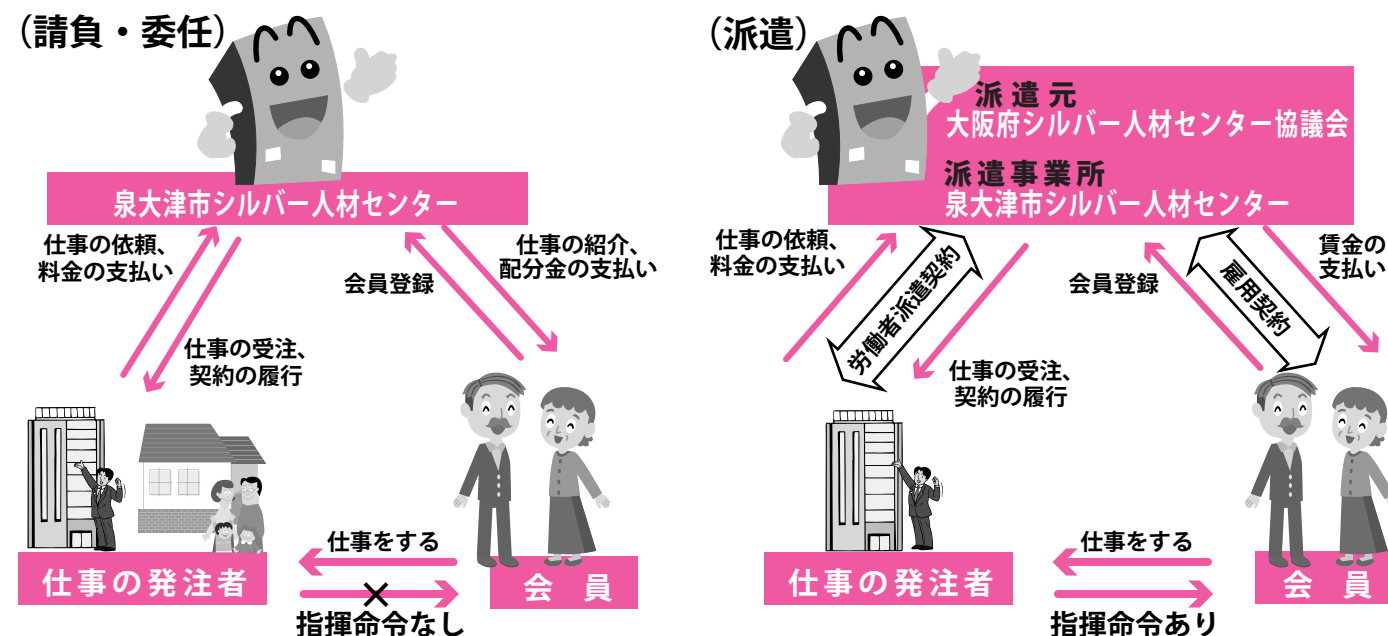 （請負・委任）
泉大津市シルバー人材センター
仕事の依頼、
料金の支払い
会員登録
仕事の紹介、
配分金の支払い
仕事の受注、
契約の履行
仕事をする
仕事の発注者
会員
×
指揮命令なし
（派遣）
派遣元
大阪府シルバー人材センター協議会
派遣事業所
泉大津市シルバー人材センター
仕事の依頼、
料金の支払い
労働者派遣契約
会員登録
雇用契約
賃金の
支払い
仕事の受注、
契約の履行
仕事をする
仕事の発注者
会員
指揮命令あり